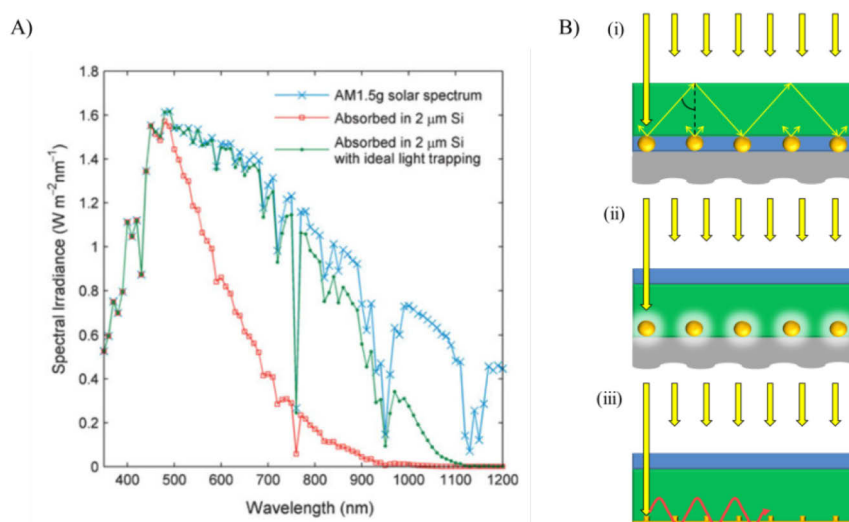 A)
B)
(i)
1.8
1.6
1.4
1.2
1
0.8
0.6
0.4
0.2
0
Spectral Irradiance (W m−2nm−1)
AM1.5g solar spectrum
Absorbed in 2 μm Si
Absorbed in 2 μm Si
with ideal light trapping
400 500 600 700 800 900 1000 1100 1200
Wavelength (nm)
(ii)
(iii)